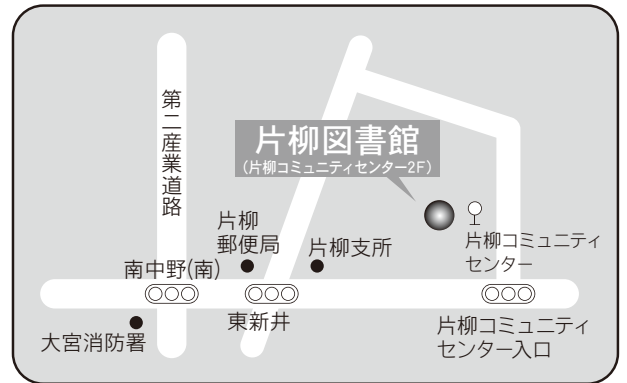 第二産業道路
片柳図書館
(片柳コミュニティセンター2F)
片柳
郵便局
片柳支所
片柳コミュニティ
センター
南中野(南)
東新井
大宮消防署
片柳コミュニティ
センター入口